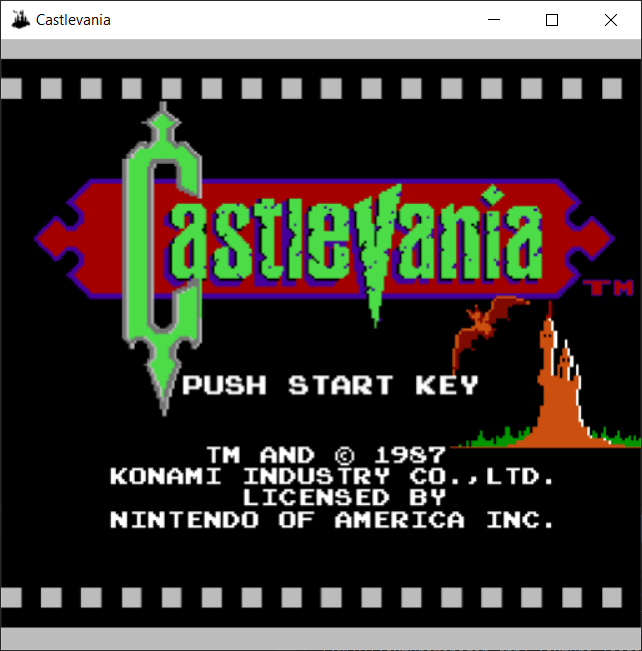 Castlevania
Castlevania
TM
PUSH START KEY
TM AND © 1987
KONAMI INDUSTRY CO.,LTD.
LICENSED BY
NINTENDO OF AMERICA INC.